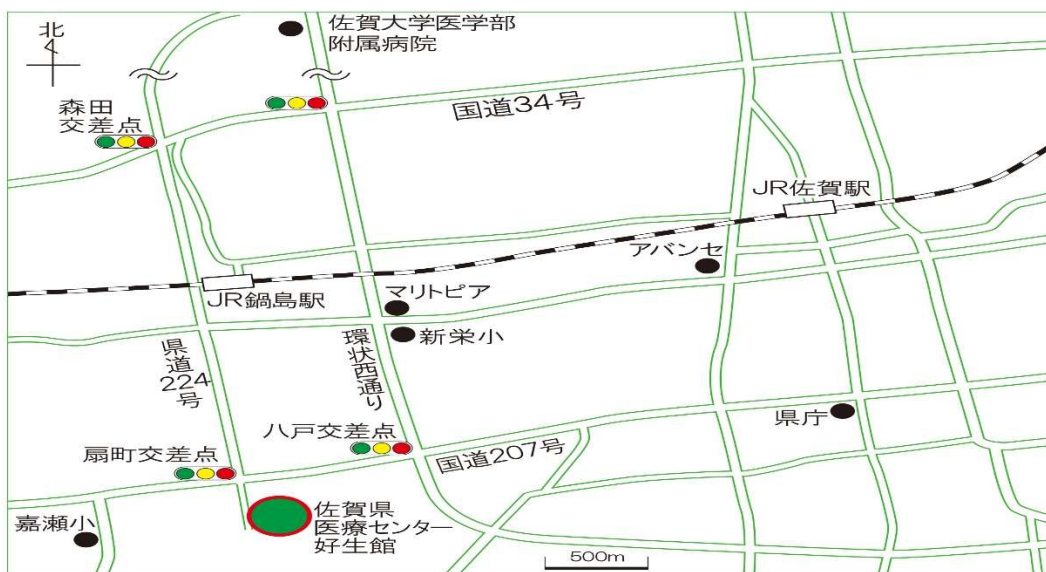 北
佐賀大学医学部
附属病院
森田
交差点
国道34号
JR佐賀駅
アバンセ
JR鍋島駅
マリトピア
新栄小
県道224号
環状西通り
県庁
八戸交差点
国道207号
扇町交差点
嘉瀬小
佐賀県
医療センター
好生館
500m